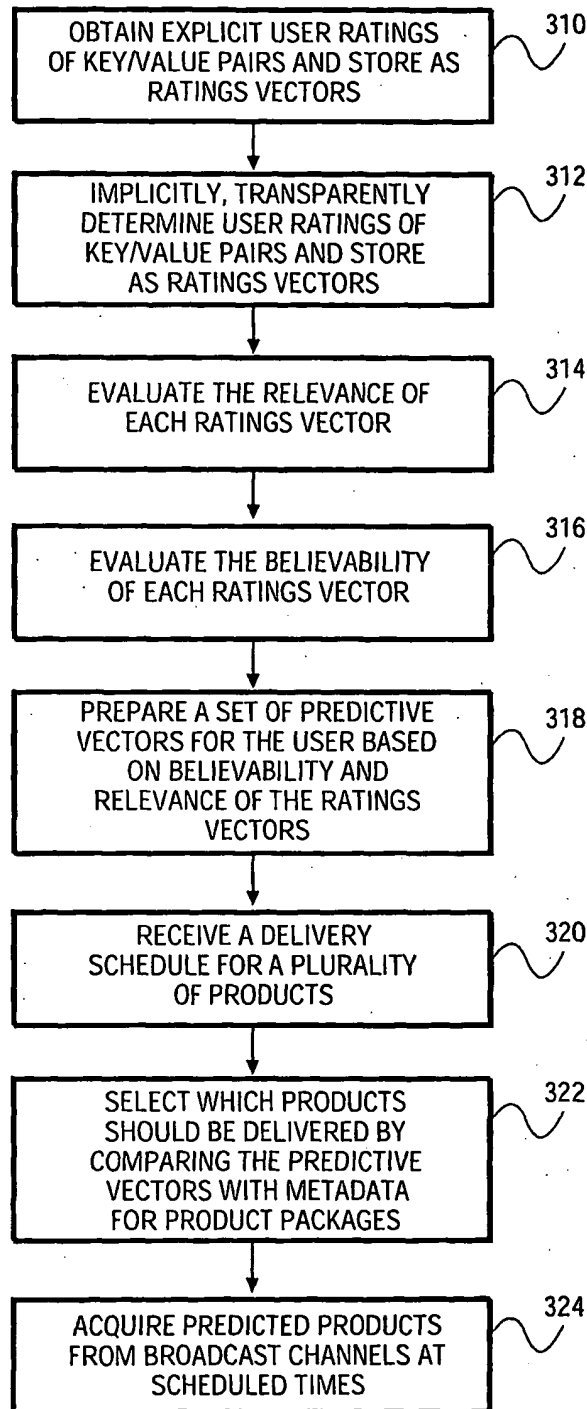 OBTAIN EXPLICIT USER RATINGS
OF KEY/VALUE PAIRS AND STORE AS
RATINGS VECTORS
310
IMPLICITLY, TRANSPARENTLY
DETERMINE USER RATINGS OF
KEY/VALUE PAIRS AND STORE
AS RATINGS VECTORS
312
EVALUATE THE RELEVANCE OF
EACH RATINGS VECTOR
314
EVALUATE THE BELIEVABILITY
OF EACH RATINGS VECTOR
316
PREPARE A SET OF PREDICTIVE
VECTORS FOR THE USER BASED
ON BELIEVABILITY AND
RELEVANCE OF THE RATINGS
VECTORS
318
RECEIVE A DELIVERY
SCHEDULE FOR A PLURALITY
OF PRODUCTS
320
SELECT WHICH PRODUCTS
SHOULD BE DELIVERED BY
COMPARING THE PREDICTIVE
VECTORS WITH METADATA
FOR PRODUCT PACKAGES
322
ACQUIRE PREDICTED PRODUCTS
FROM BROADCAST CHANNELS AT
SCHEDULED TIMES
324